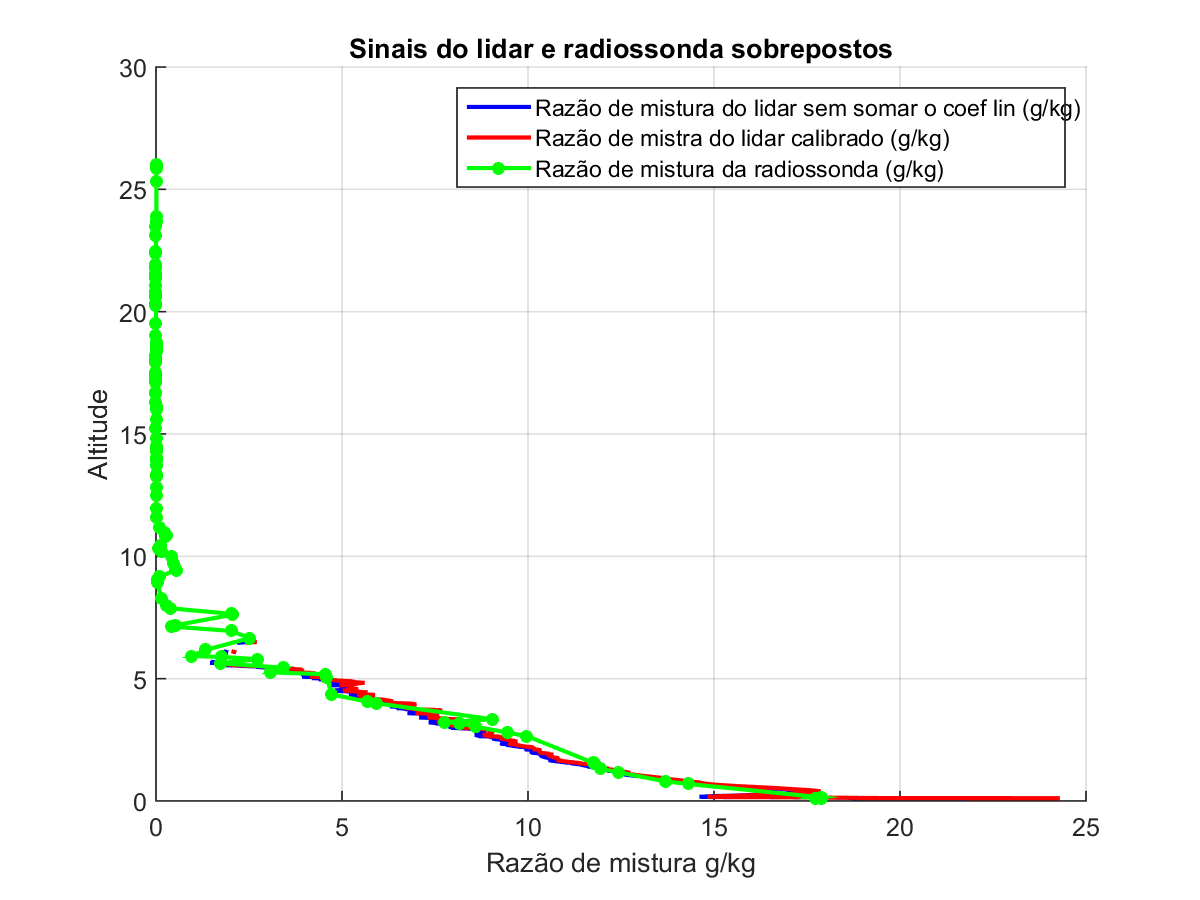 Sinais do lidar e radiossonda sobrepostos
30
Razão de mistura do lidar sem somar o coef lin (g/kg)
Razão de mistra do lidar calibrado (g/kg)
Razão de mistura da radiossonda (g/kg)
25
20
15
10
5
0
Altitude
0 5 10 15 20 25
Razão de mistura g/kg